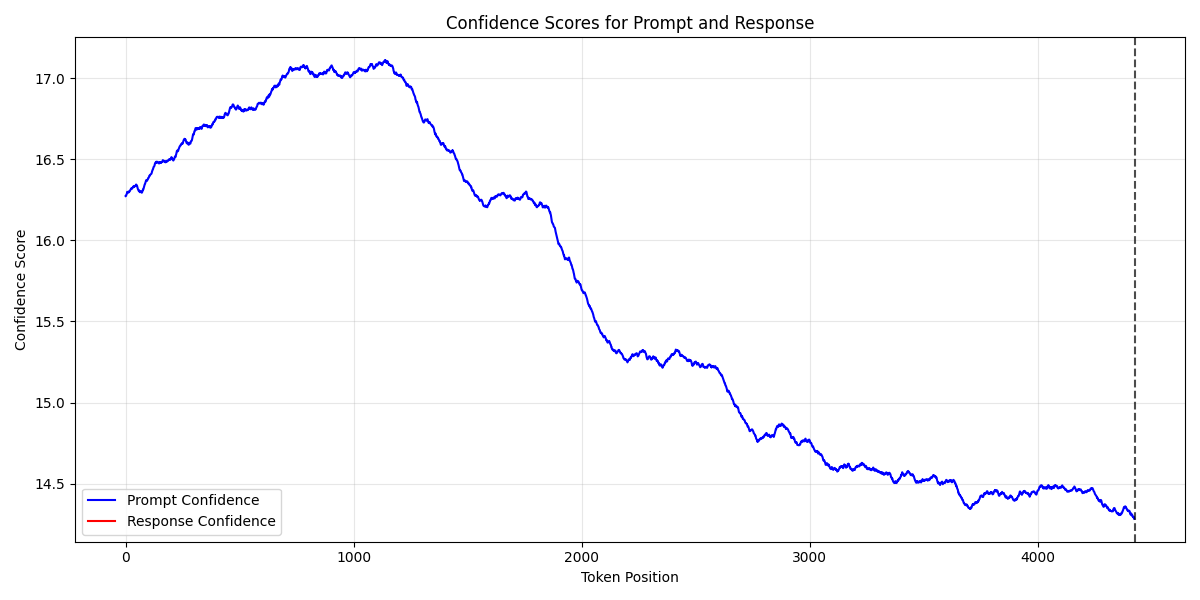 Confidence Scores for Prompt and Response
Confidence Score
17.0
16.5
16.0
15.5
15.0
14.5
Prompt Confidence
Response Confidence
0 1000 2000 3000 4000
Token Position